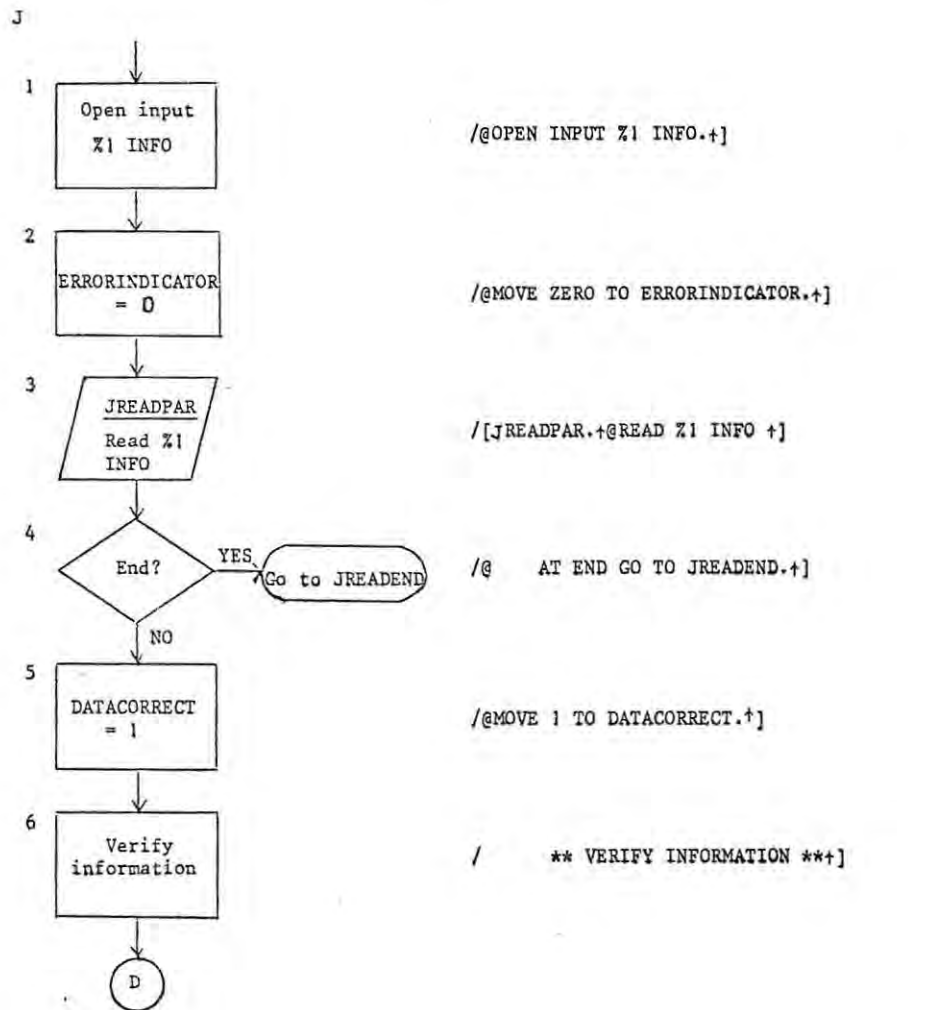 J
1
Open input
%1 INFO
/@OPEN INPUT %1 INFO.↑]
2
ERRORINDICATOR
= 0
/@MOVE ZERO TO ERRORINDICATOR.↑]
3
JREADPAR
Read %1
INFO
/[JREADPAR.↑@READ %1 INFO ↑]
4
End?
YES
Go to JREADEND
/@ AT END GO TO JREADEND.↑]
NO
5
DATACORRECT
= 1
/@MOVE 1 TO DATACORRECT.↑]
6
Verify
information
/ ** VERIFY INFORMATION **↑]
D